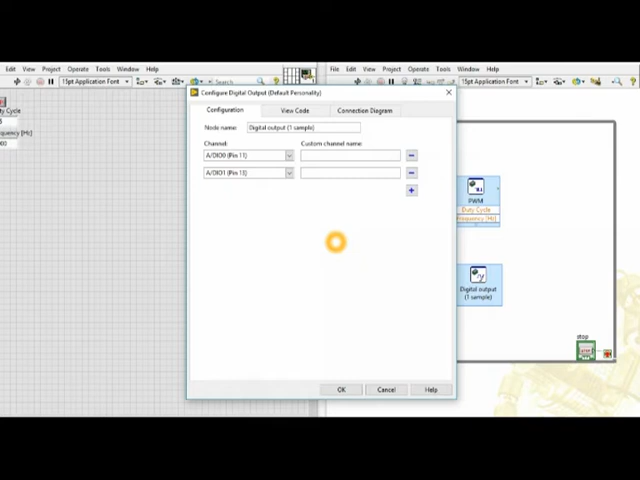 Edit View Project Operate Tools Window Help
File Edit View Project Operate Tools Window Help
15pt Application Font
Search
15pt Application Font
Configure Digital Output (Default Personality)
Configuration
View Code
Connection Diagram
Node name:
Digital output (1 sample)
Channel:
Custom channel name:
A/DIO0 (Pin 11)
A/DIO1 (Pin 13)
OK
Cancel
Help
PWM
Duty Cycle
Frequency [Hz]
Digital output
(1 sample)
stop